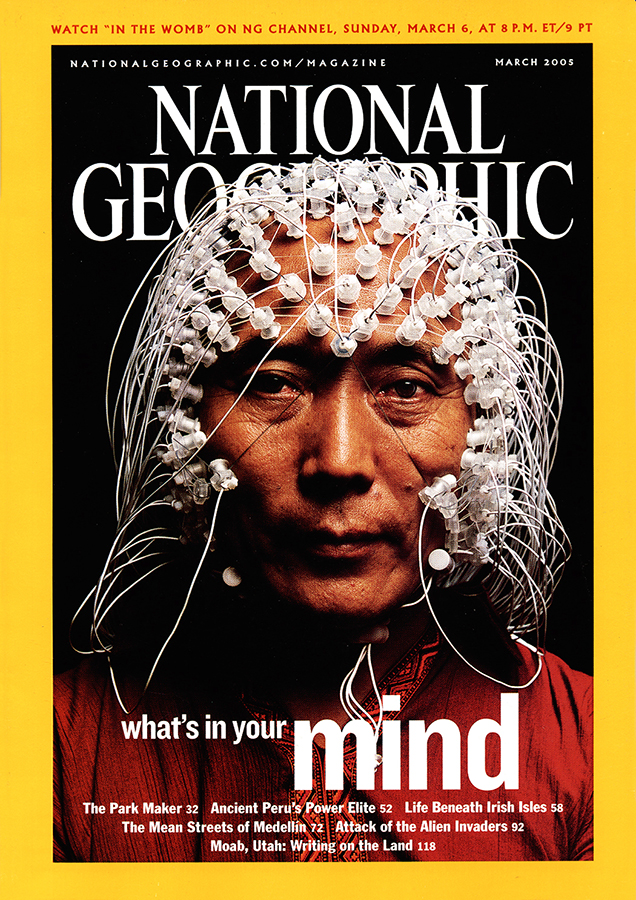 WATCH "IN THE WOMB" ON NG CHANNEL, SUNDAY, MARCH 6, AT 8 P.M. ET/9 PT
NATIONALGEOGRAPHIC.COM/MAGAZINE MARCH 2005
NATIONAL
GEOGRAPHIC
what's in your mind
The Park Maker 32 Ancient Peru's Power Elite 52 Life Beneath Irish Isles 58
The Mean Streets of Medellín 72 Attack of the Alien Invaders 92
Moab, Utah: Writing on the Land 118